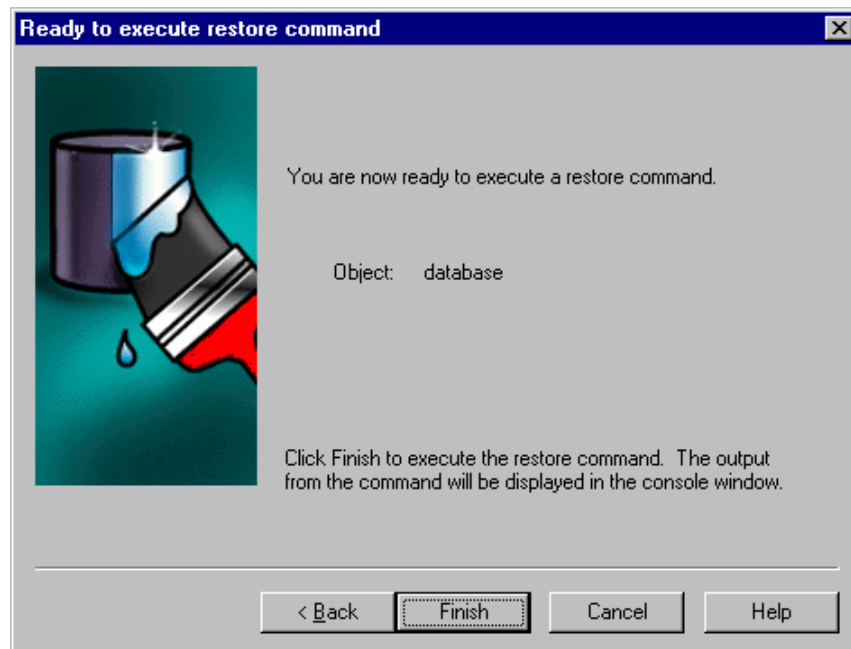 Ready to execute restore command
You are now ready to execute a restore command.
Object: database
Click Finish to execute the restore command. The output
from the command will be displayed in the console window.
< Back
Finish
Cancel
Help